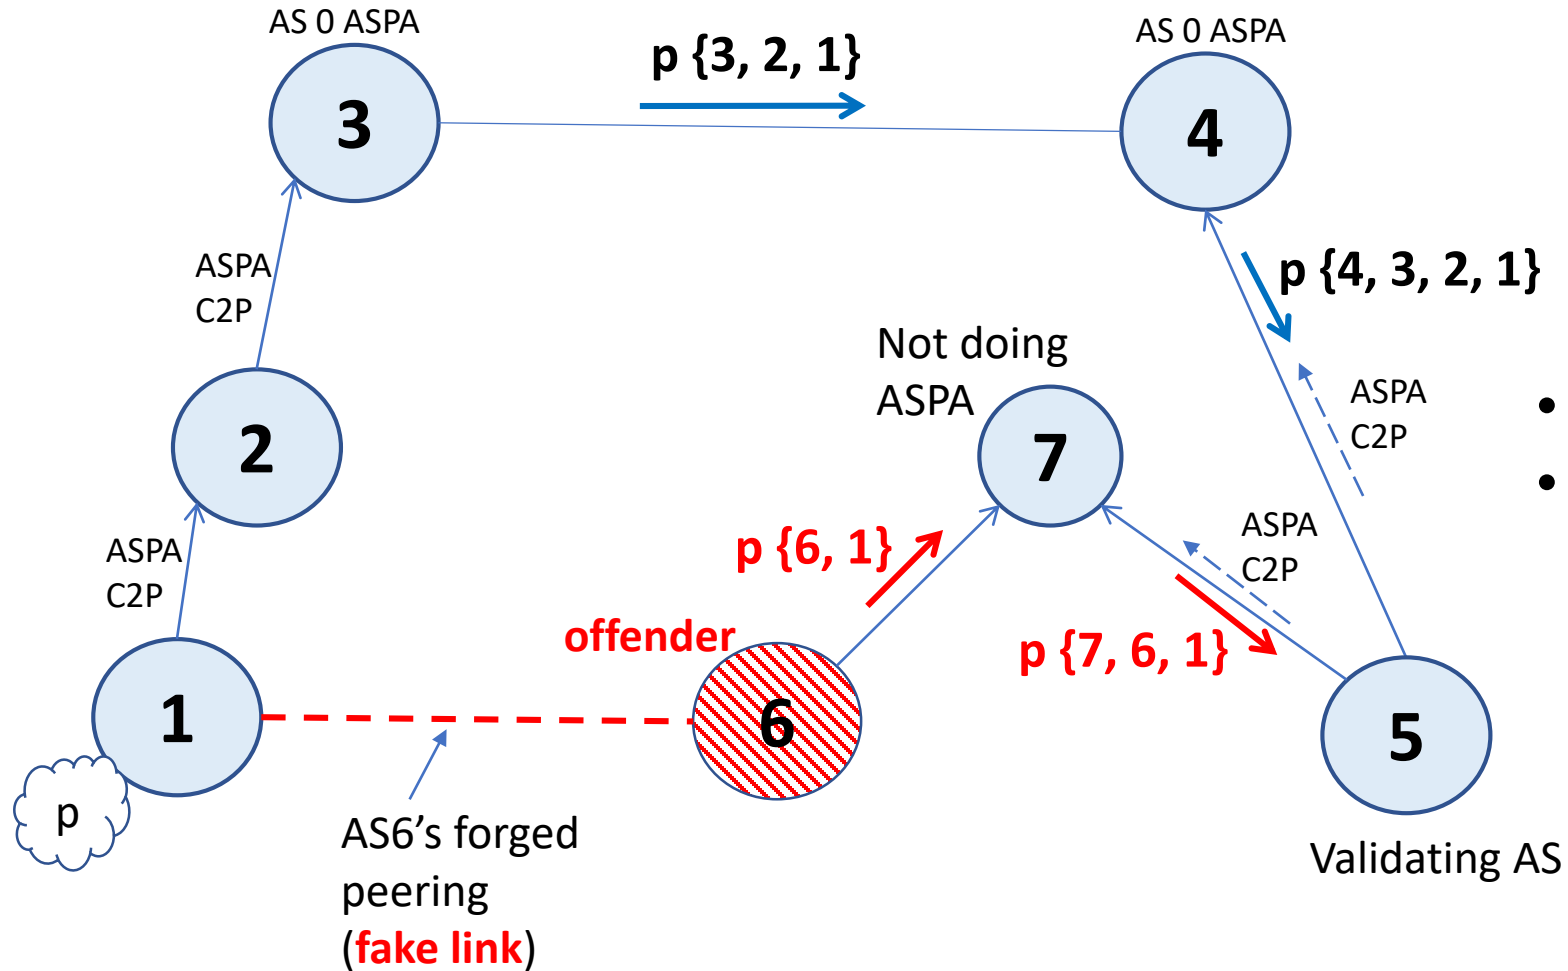 AS 0 ASPA
AS 0 ASPA
p {3, 2, 1}
3
4
ASPA
C2P
p {4, 3, 2, 1}
Not doing
ASPA
ASPA
C2P
•
•
2
7
ASPA
C2P
ASPA
C2P
p {6, 1}
offender
p {7, 6, 1}
1
6
5
p
AS6’s forged
peering
(fake link)
Validating AS